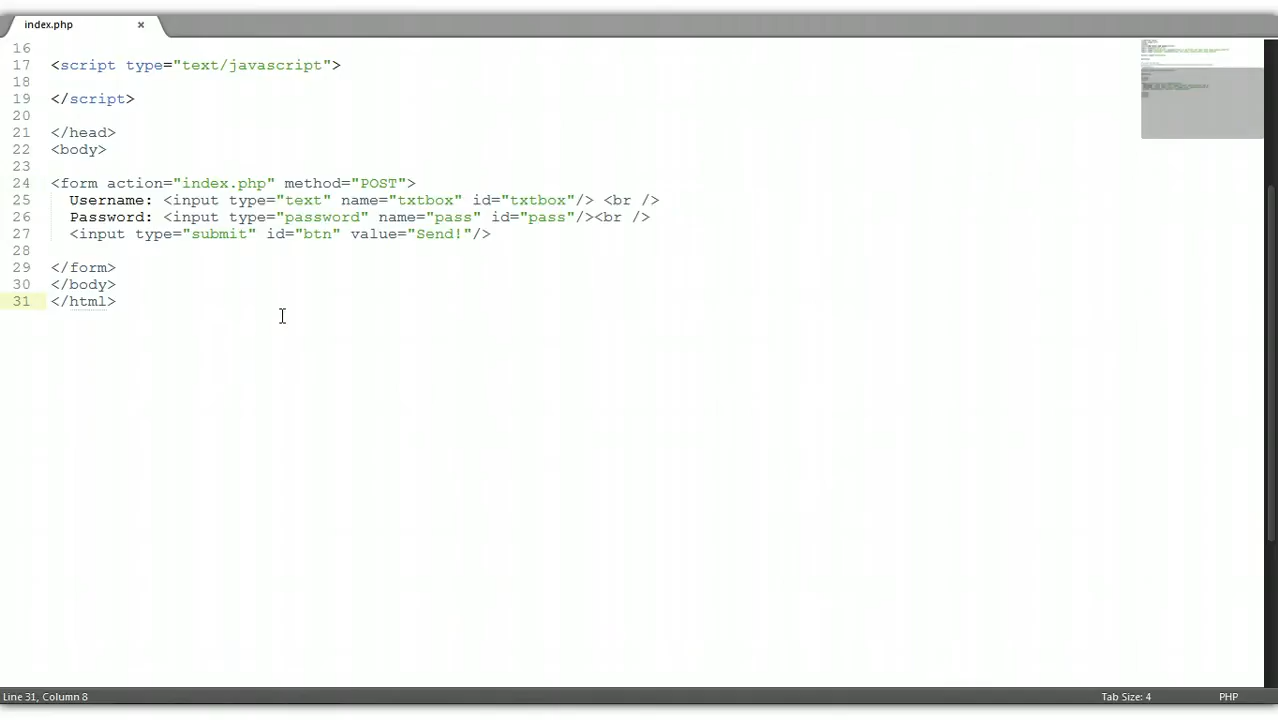 index.php ×
16
17 <script type="text/javascript">
18
19 </script>
20
21 </head>
22 <body>
23
24 <form action="index.php" method="POST">
25 Username: <input type="text" name="txtbox" id="txtbox"/> <br />
26 Password: <input type="password" name="pass" id="pass"/><br />
27 <input type="submit" id="btn" value="Send!"/>
28
29 </form>
30 </body>
31 </html>
Line 31, Column 8 Tab Size: 4 PHP